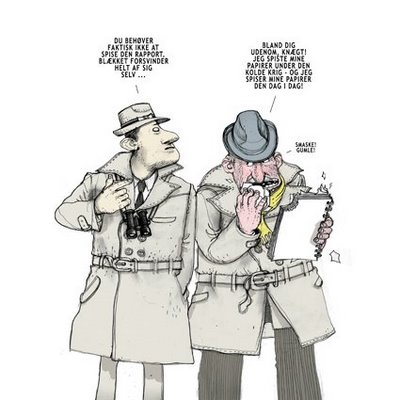 DU BEHØVER
FAKTISK IKKE AT
SPISE DEN RAPPORT.
BLÆKKET FORSVINDER
HELT AF SIG
SELV ...
BLAND DIG
UDENOM, KNÆGT!
JEG SPISTE MINE
PAPIRER UNDER DEN
KOLDE KRIG - OG JEG
SPISER MINE PAPIRER
DEN DAG I DAG!
SMASKE!
GUMLE!